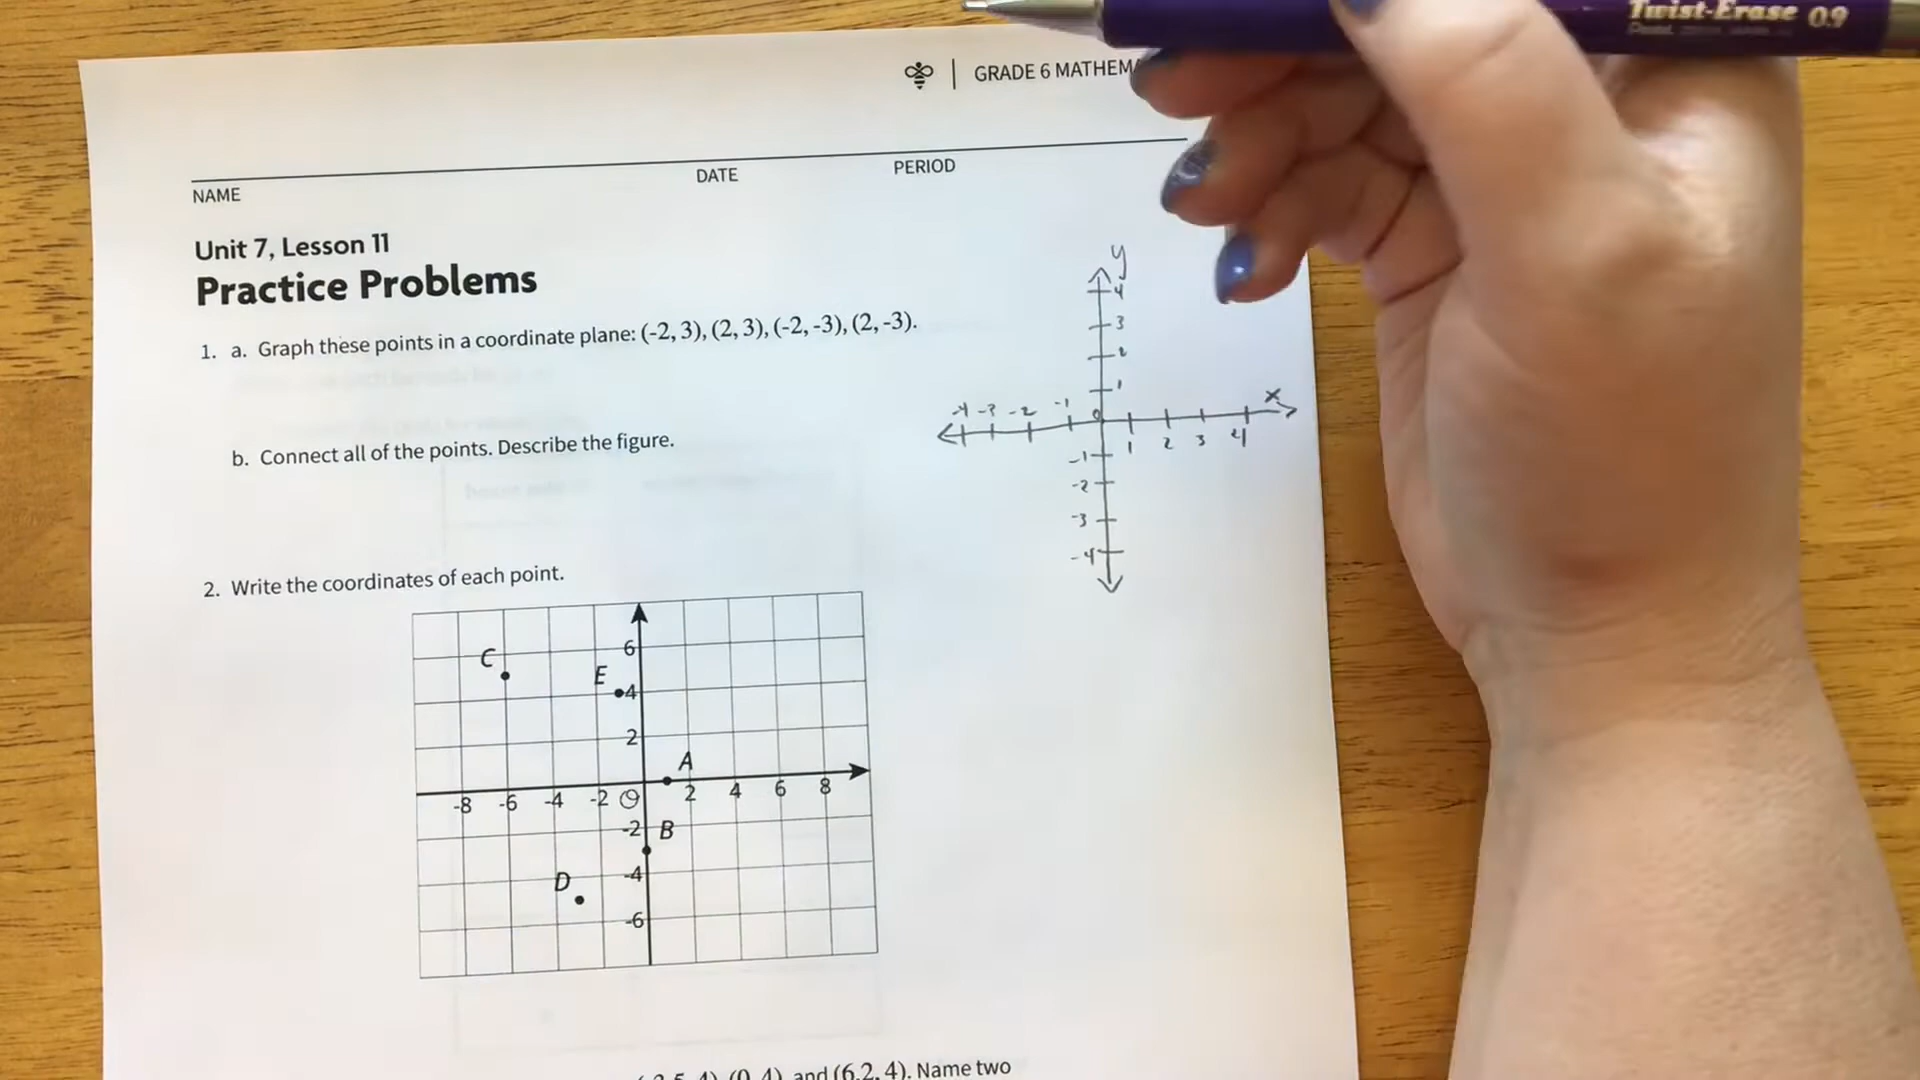 Twist-Erase 0.9
GRADE 6 MATHEM
NAME
DATE
PERIOD
Unit 7, Lesson 11
Practice Problems
1. a. Graph these points in a coordinate plane: (-2, 3), (2, 3), (-2, -3), (2, -3).
b. Connect all of the points. Describe the figure.
y
4
3
2
1
-4 -3 -2 -1 0 x
1 2 3 4
-1
-2
-3
-4
2. Write the coordinates of each point.
C
6
E
4
2
A
-8 -6 -4 -2 O 2 4 6 8
-2 B
-4
D
-6
and (6.2, 4). Name two